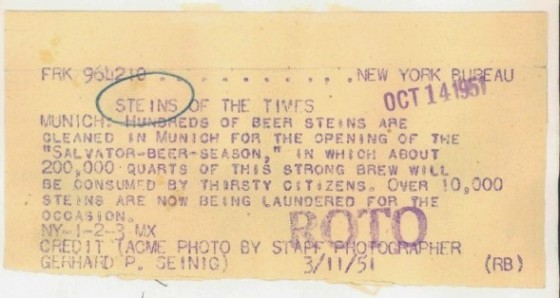 FRK 964210 . . . . . . . . . . . NEW YORK BUREAU
OCT 14 1951
STEINS OF THE TIMES
MUNICH: HUNDREDS OF BEER STEINS ARE
CLEANED IN MUNICH FOR THE OPENING OF THE
"SALVATOR-BEER-SEASON," IN WHICH ABOUT
200,000 QUARTS OF THIS STRONG BREW WILL
BE CONSUMED BY THIRSTY CITIZENS. OVER 10,000
STEINS ARE NOW BEING LAUNDERED FOR THE
OCCASION.
ROTO
NY-1-2-3-MX
CREDIT (ACME PHOTO BY STAFF PHOTOGRAPHER
GERHARD P. SEINIG) 3/11/51 (RB)